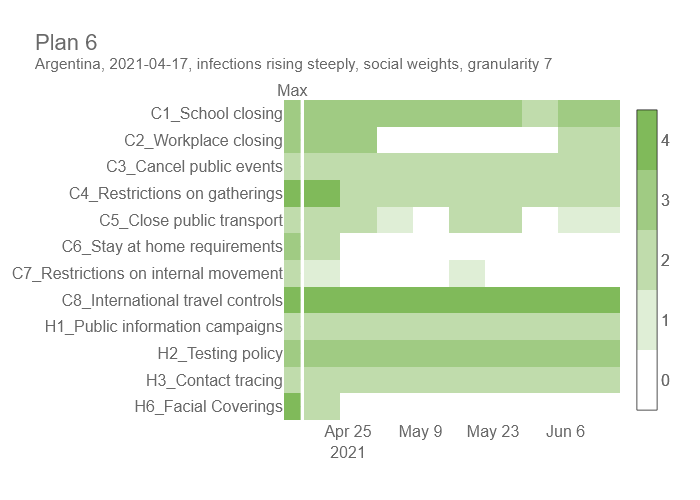 Plan 6
Argentina, 2021-04-17, infections rising steeply, social weights, granularity 7
Max
C1_School closing
C2_Workplace closing
C3_Cancel public events
C4_Restrictions on gatherings
C5_Close public transport
C6_Stay at home requirements
C7_Restrictions on internal movement
C8_International travel controls
H1_Public information campaigns
H2_Testing policy
H3_Contact tracing
H6_Facial Coverings
4
3
2
1
0
Apr 25 May 9 May 23 Jun 6
2021